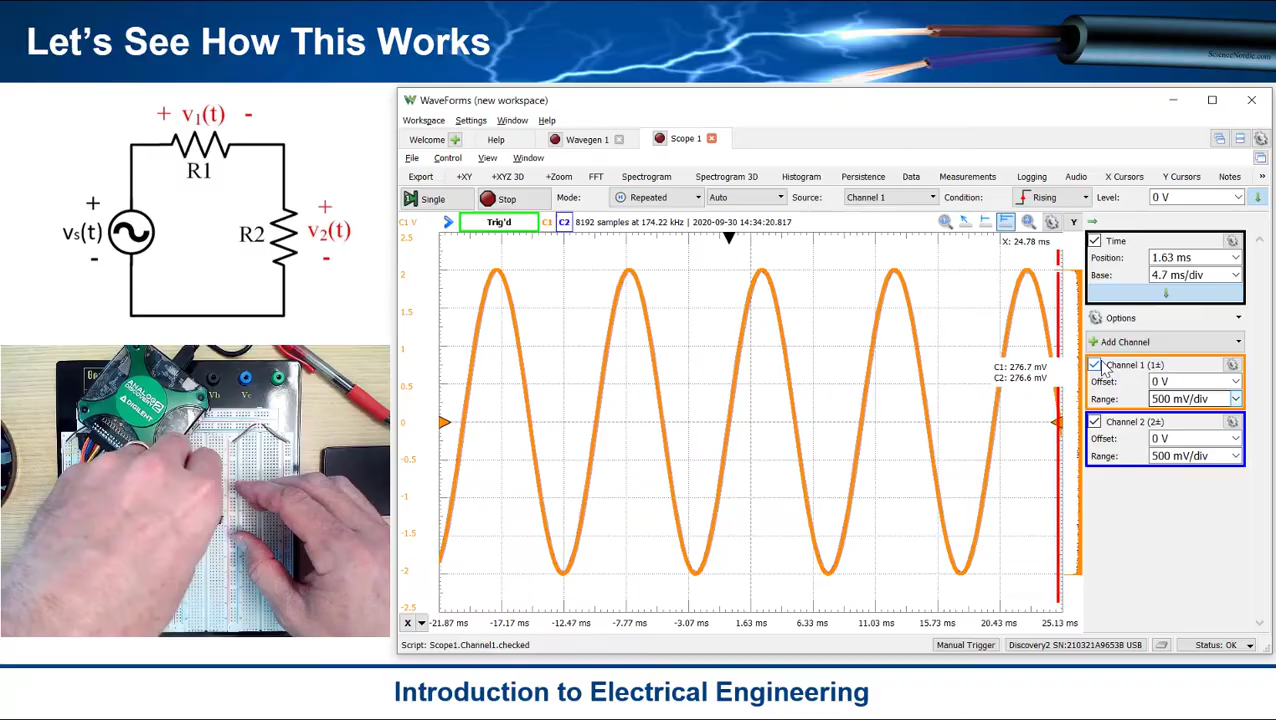 Let's See How This Works
ScienceNordic.com
+ v1(t) -
R1
+
vs(t)
-
R2
+
v2(t)
-
ANALOG
DISCOVERY
DIGILENT
Vb
Vc
WaveForms (new workspace)
Workspace Settings Window Help
Welcome Help Wavegen 1 Scope 1
File Control View Window
Export +XY +XYZ 3D +Zoom FFT Spectrogram Spectrogram 3D Histogram Persistence Data Measurements Logging Audio X Cursors Y Cursors Notes »
Single Stop Mode: Repeated Auto Source: Channel 1 Condition: Rising Level: 0 V
C1 V Trig'd C1 C2 8192 samples at 174.22 kHz | 2020-09-30 14:34:20.817 Y
2.5
2
1.5
1
0.5
0
-0.5
-1
-1.5
-2
-2.5
X: 24.78 ms
C1: 276.7 mV
C2: 276.6 mV
X -21.87 ms -17.17 ms -12.47 ms -7.77 ms -3.07 ms 1.63 ms 6.33 ms 11.03 ms 15.73 ms 20.43 ms 25.13 ms
Time
Position: 1.63 ms
Base: 4.7 ms/div
Options
Add Channel
Channel 1 (1±)
Offset: 0 V
Range: 500 mV/div
Channel 2 (2±)
Offset: 0 V
Range: 500 mV/div
Script: Scope1.Channel1.checked
Manual Trigger Discovery2 SN:210321A9653B USB Status: OK
Introduction to Electrical Engineering